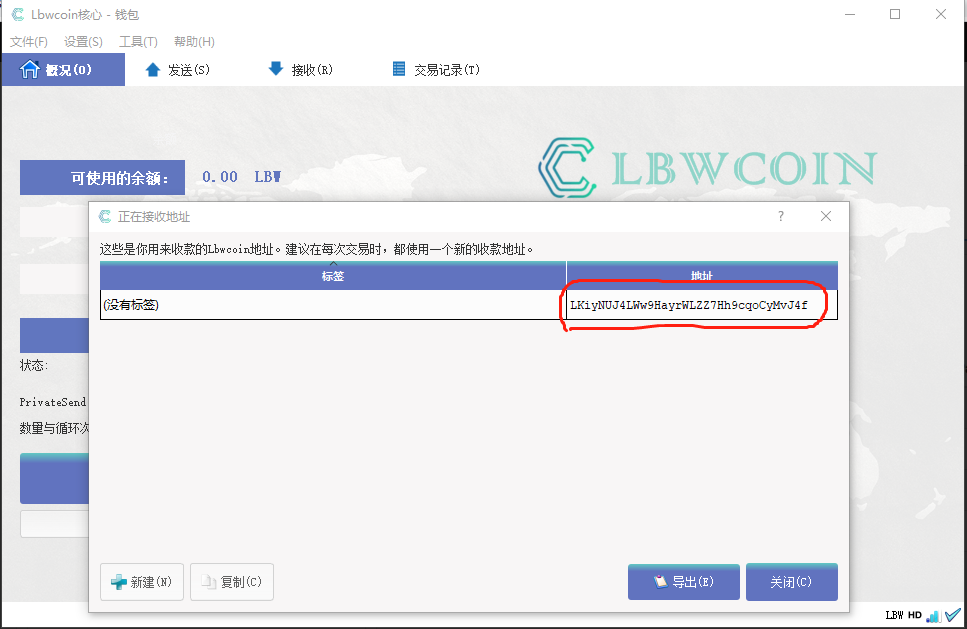 Lbwcoin核心 - 钱包
文件(F) 设置(S) 工具(T) 帮助(H)
概况(O) 发送(S) 接收(R) 交易记录(T)
LBWCOIN
可使用的余额: 0.00 LBW
正在接收地址
这些是你用来收款的Lbwcoin地址。建议在每次交易时，都使用一个新的收款地址。
标签 地址
(没有标签) LKiyNUJ4LWw9HayrWLZZ7Hh9cqoCyMvJ4f
状态:
PrivateSend
数量与循环次
新建(N) 复制(C) 导出(E) 关闭(C)
LBW HD